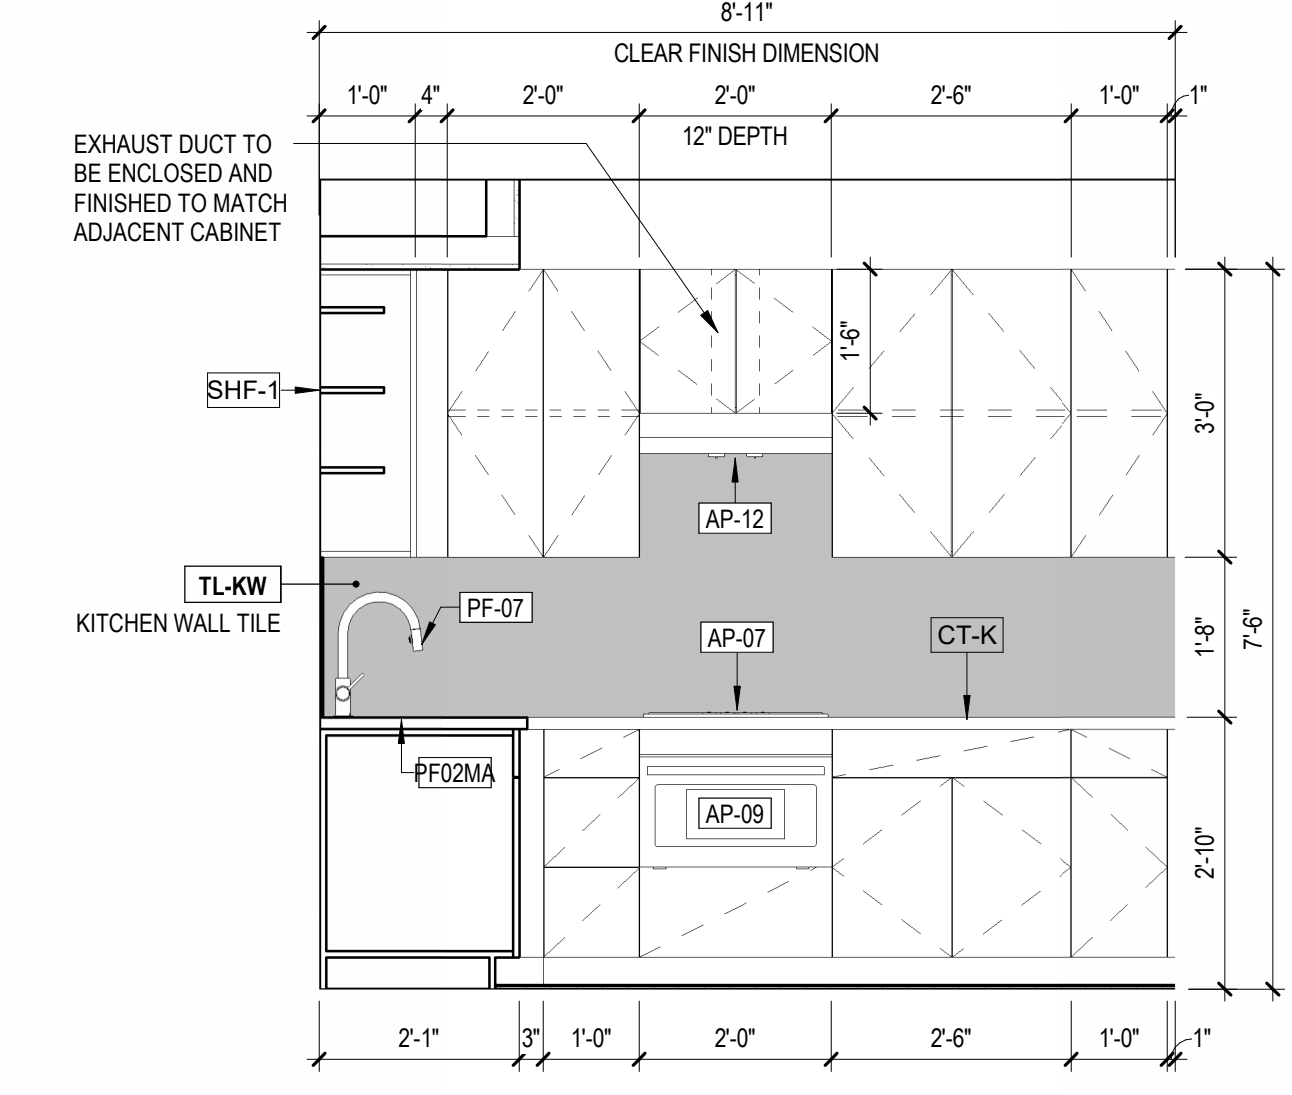 8'-11"
CLEAR FINISH DIMENSION
1'-0" 4" 2'-0" 2'-0" 2'-6" 1'-0" 1"
12" DEPTH
EXHAUST DUCT TO
BE ENCLOSED AND
FINISHED TO MATCH
ADJACENT CABINET
1'-6"
SHF-1
3'-0"
AP-12
TL-KW
KITCHEN WALL TILE
PF-07
AP-07
CT-K
1'-8"
7'-6"
PF02MA
AP-09
2'-10"
2'-1" 3" 1'-0" 2'-0" 2'-6" 1'-0" 1"